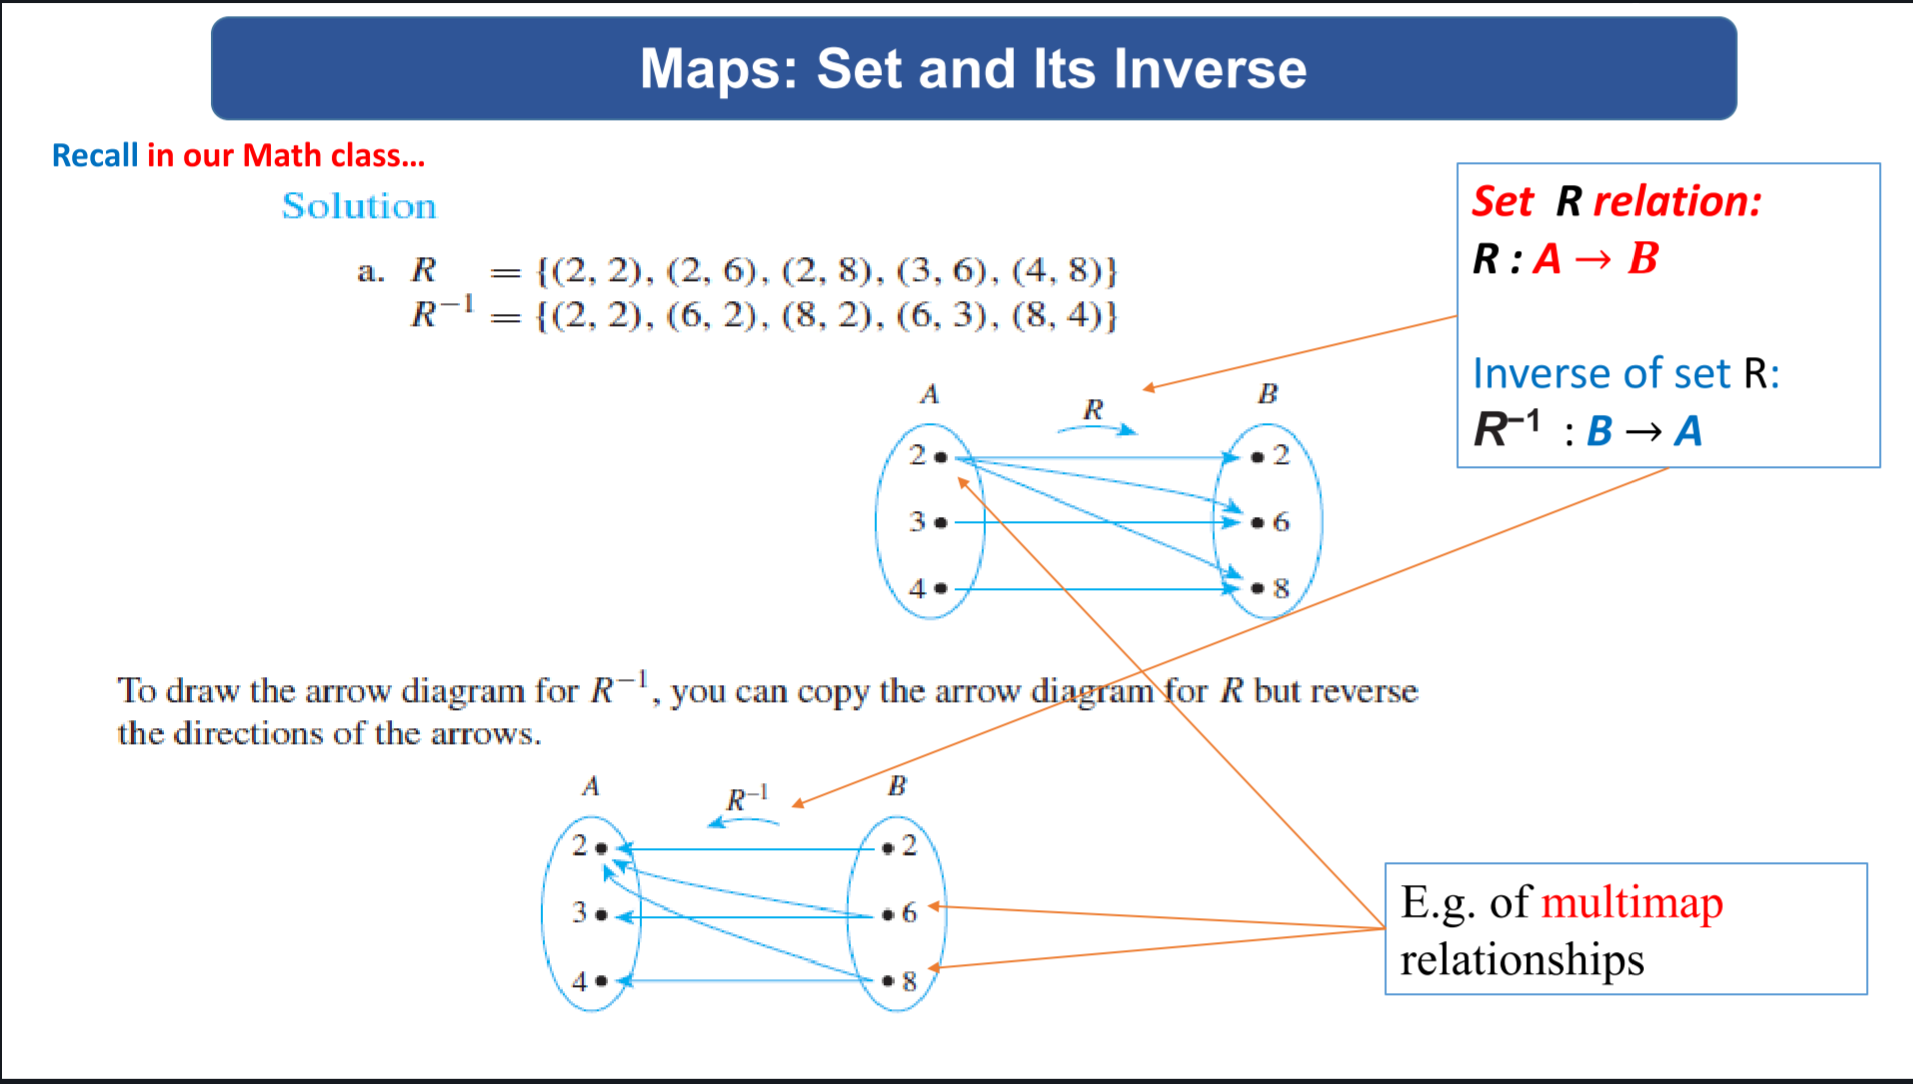 Maps: Set and Its Inverse
Recall in our Math class...
Solution
a. R = {(2, 2), (2, 6), (2, 8), (3, 6), (4, 8)}
R⁻¹ = {(2, 2), (6, 2), (8, 2), (6, 3), (8, 4)}
Set R relation:
R : A → B
Inverse of set R:
R⁻¹ : B → A
A R B
2 2
3 6
4 8
To draw the arrow diagram for R⁻¹, you can copy the arrow diagram for R but reverse
the directions of the arrows.
A R⁻¹ B
2 2
3 6
4 8
E.g. of multimap
relationships